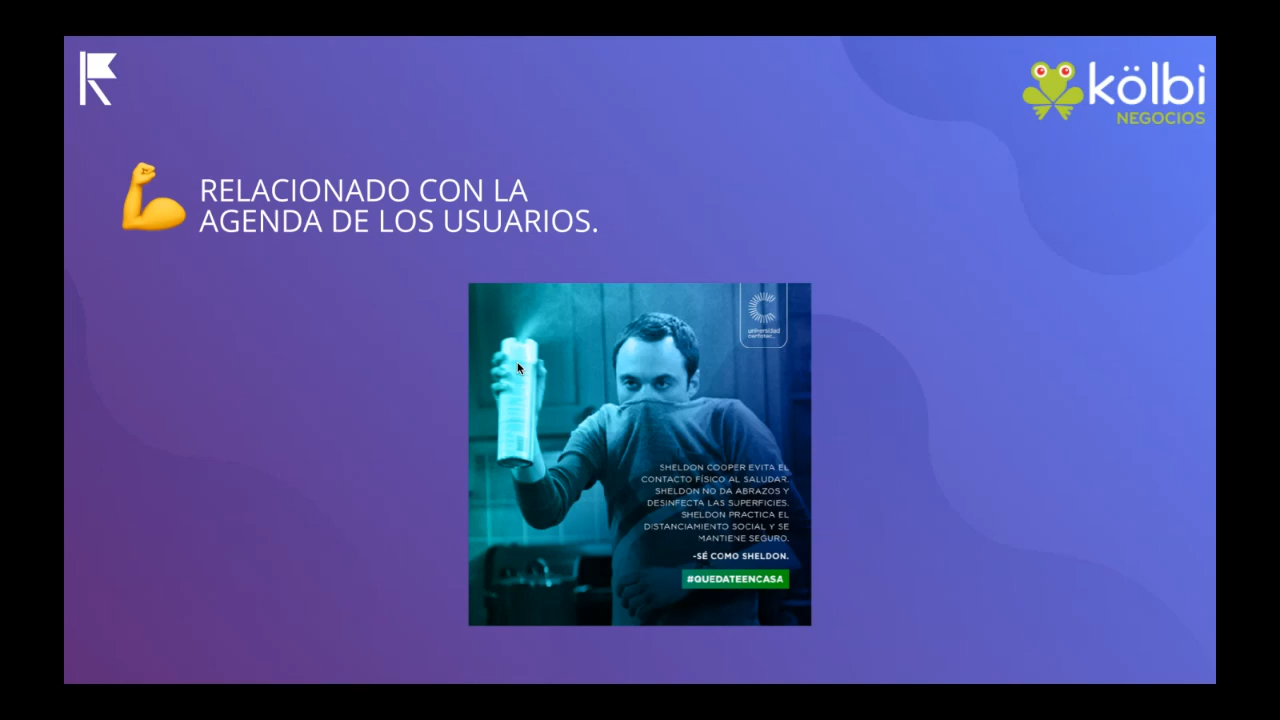 kölbi
NEGOCIOS
RELACIONADO CON LA
AGENDA DE LOS USUARIOS.
universidad
SHELDON COOPER EVITA EL
CONTACTO FÍSICO AL SALUDAR.
SHELDON NO DA ABRAZOS Y
DESINFECTA LAS SUPERFICIES.
SHELDON PRACTICA EL
DISTANCIAMIENTO SOCIAL Y SE
MANTIENE SEGURO.
-SÉ COMO SHELDON.
#QUEDATEENCASA